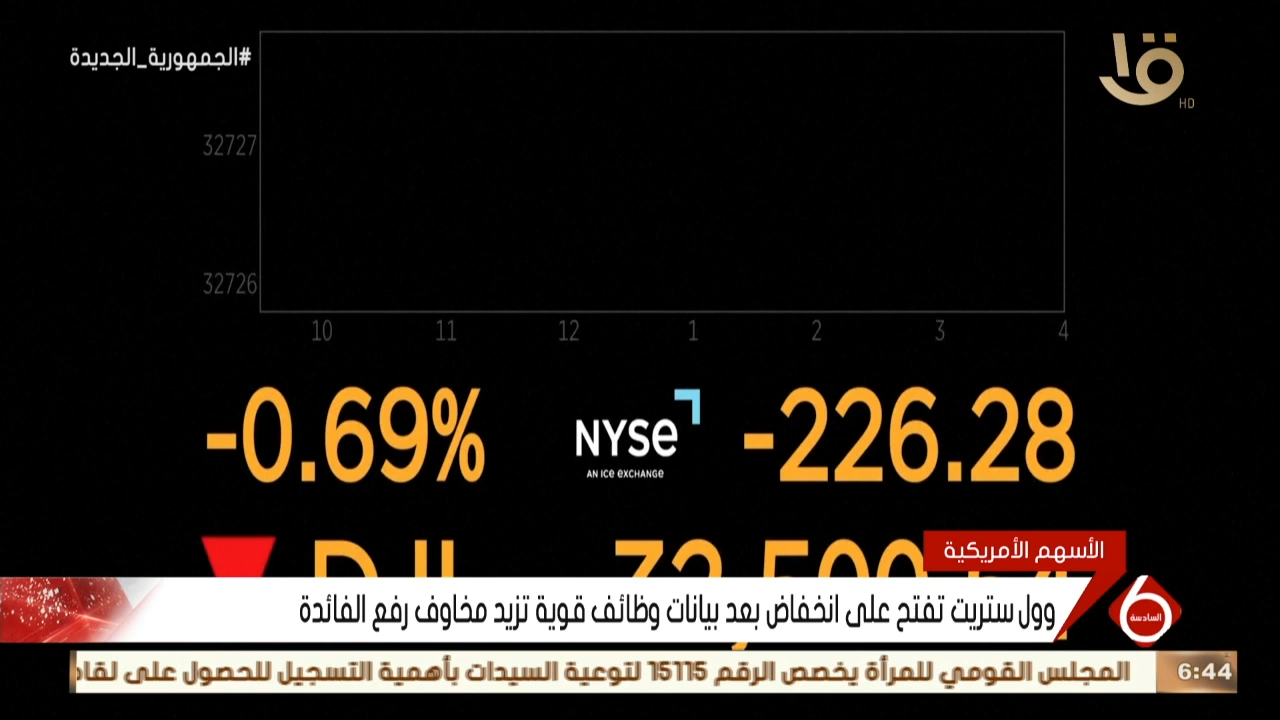 #الجمهورية_الجديدة
HD
32727
32726
10 11 12 1 2 3 4
-0.69% NYSE -226.28
AN ICE EXCHANGE
الأسهم الأمريكية
وول ستريت تفتح على انخفاض بعد بيانات وظائف قوية تزيد مخاوف رفع الفائدة
6 السادسة
المجلس القومي للمرأة يخصص الرقم 15115 لتوعية السيدات بأهمية التسجيل للحصول على
6:44